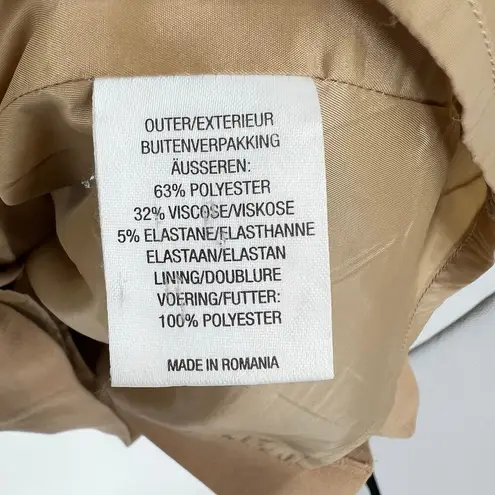 OUTER/EXTERIEUR
BUITENVERPAKKING
ÄUSSEREN:
63% POLYESTER
32% VISCOSE/VISKOSE
5% ELASTANE/ELASTHANNE
ELASTAAN/ELASTAN
LINING/DOUBLURE
VOERING/FUTTER:
100% POLYESTER
MADE IN ROMANIA